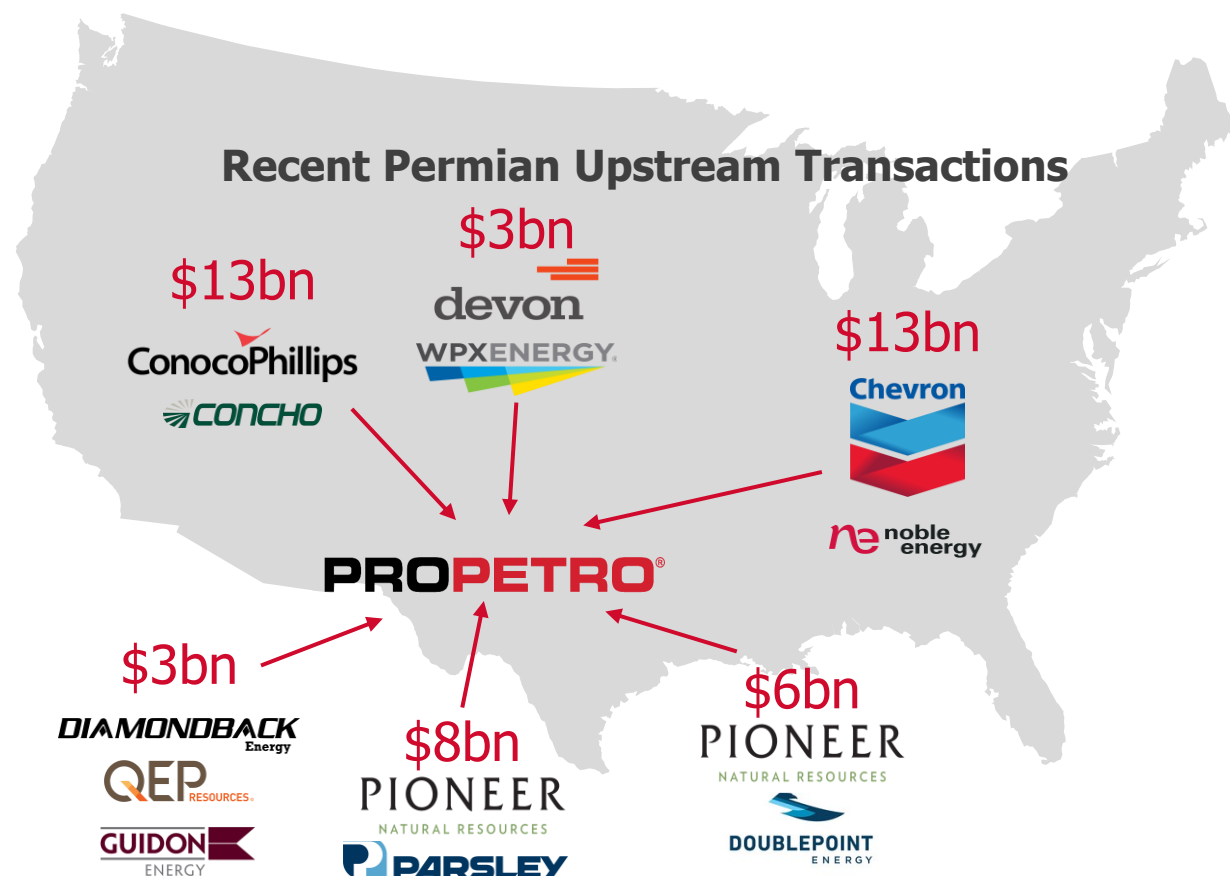 Recent Permian Upstream Transactions
$3bn
devon
WPXENERGY.
$13bn
ConocoPhillips
CONCHO
$13bn
Chevron
ne noble
energy
PROPETRO®
$3bn
DIAMONDBACK
Energy
QEP RESOURCES
GUIDON
ENERGY
$8bn
PIONEER
NATURAL RESOURCES
PARSLEY
$6bn
PIONEER
NATURAL RESOURCES
DOUBLEPOINT
ENERGY